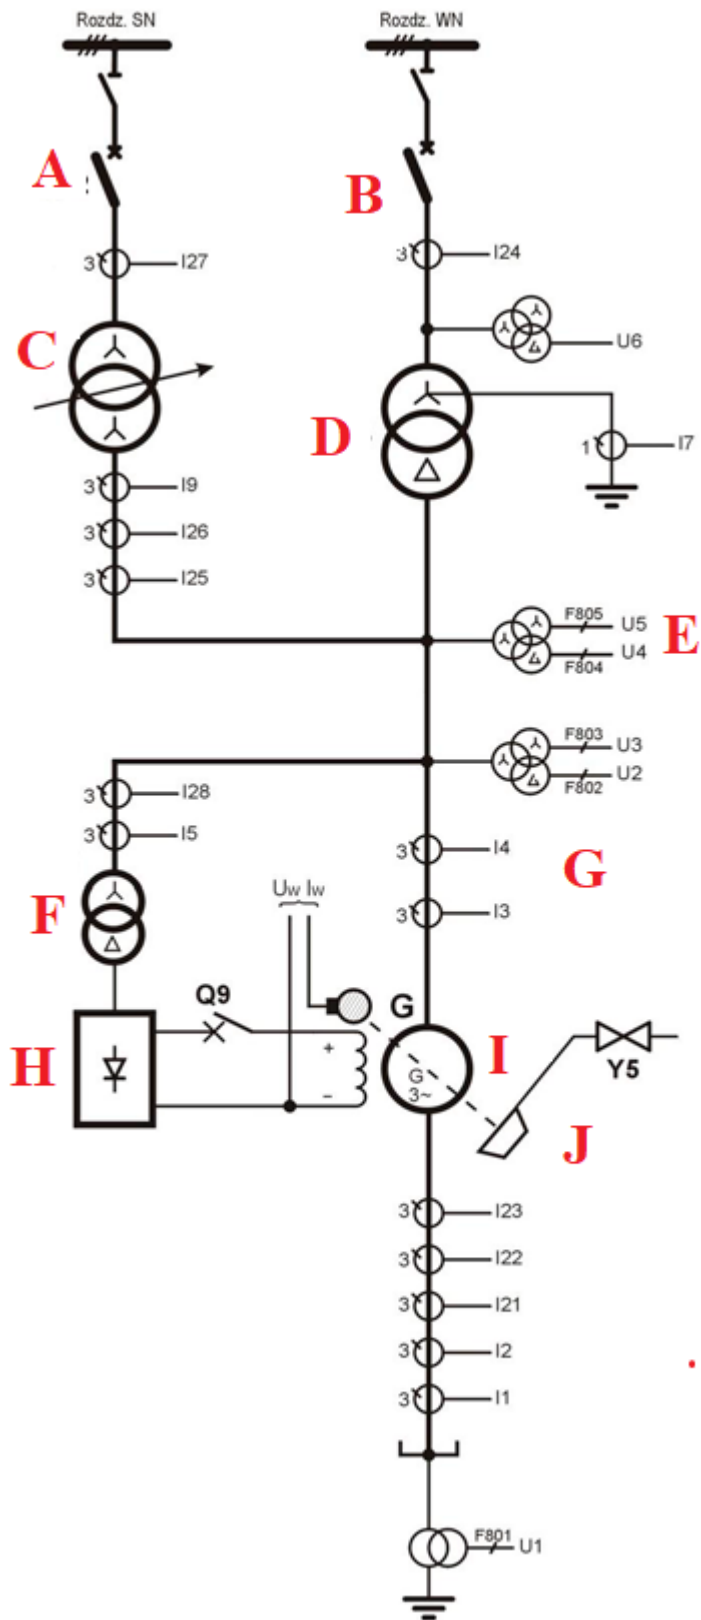 Rozdz. SN Rozdz. WN
A
B
3 I27
3 I24
U6
C
D
1 I7
3 I9
3 I26
3 I25
F805 U5
E
U4
F804
F803 U3
U2
F802
3 I28
3 I5
3 I4
G
3 I3
F
Uw Iw
Q9
G
H
+
-
G
3~
I
Y5
J
3 I23
3 I22
3 I21
3 I2
3 I1
F801 U1